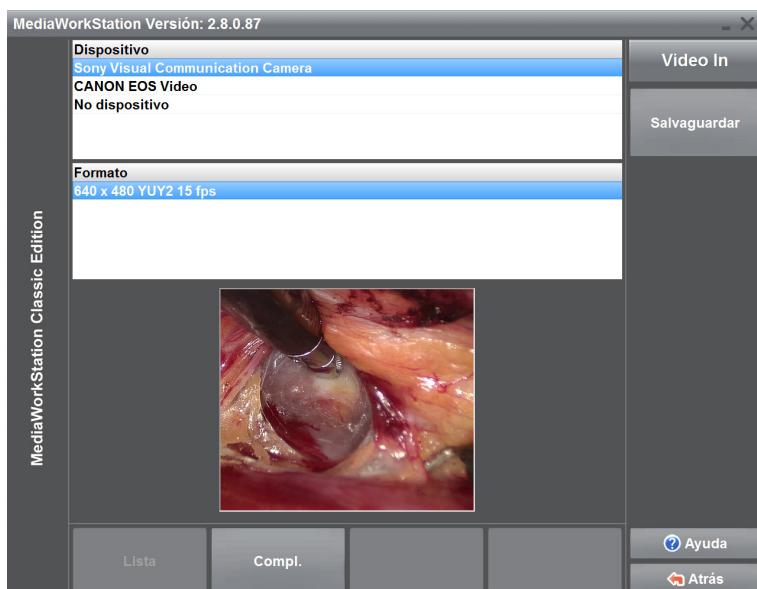 MediaWorkStation Versión: 2.8.0.87
Dispositivo
Sony Visual Communication Camera
CANON EOS Video
No dispositivo
Formato
640 x 480 YUY2 15 fps
MediaWorkStation Classic Edition
Video In
Salvaguardar
Lista
Compl.
Ayuda
Atrás